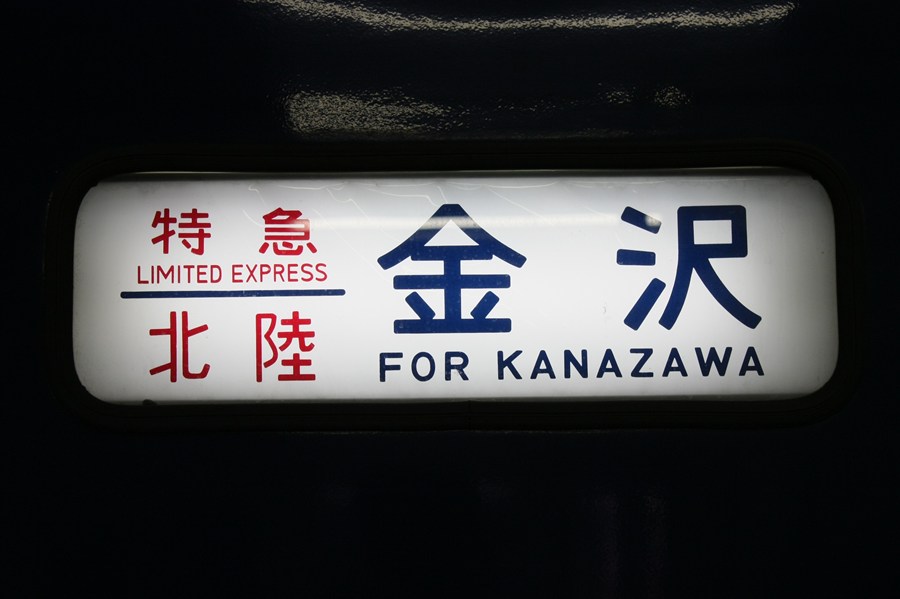 特急
LIMITED EXPRESS
北陸
金沢
FOR KANAZAWA